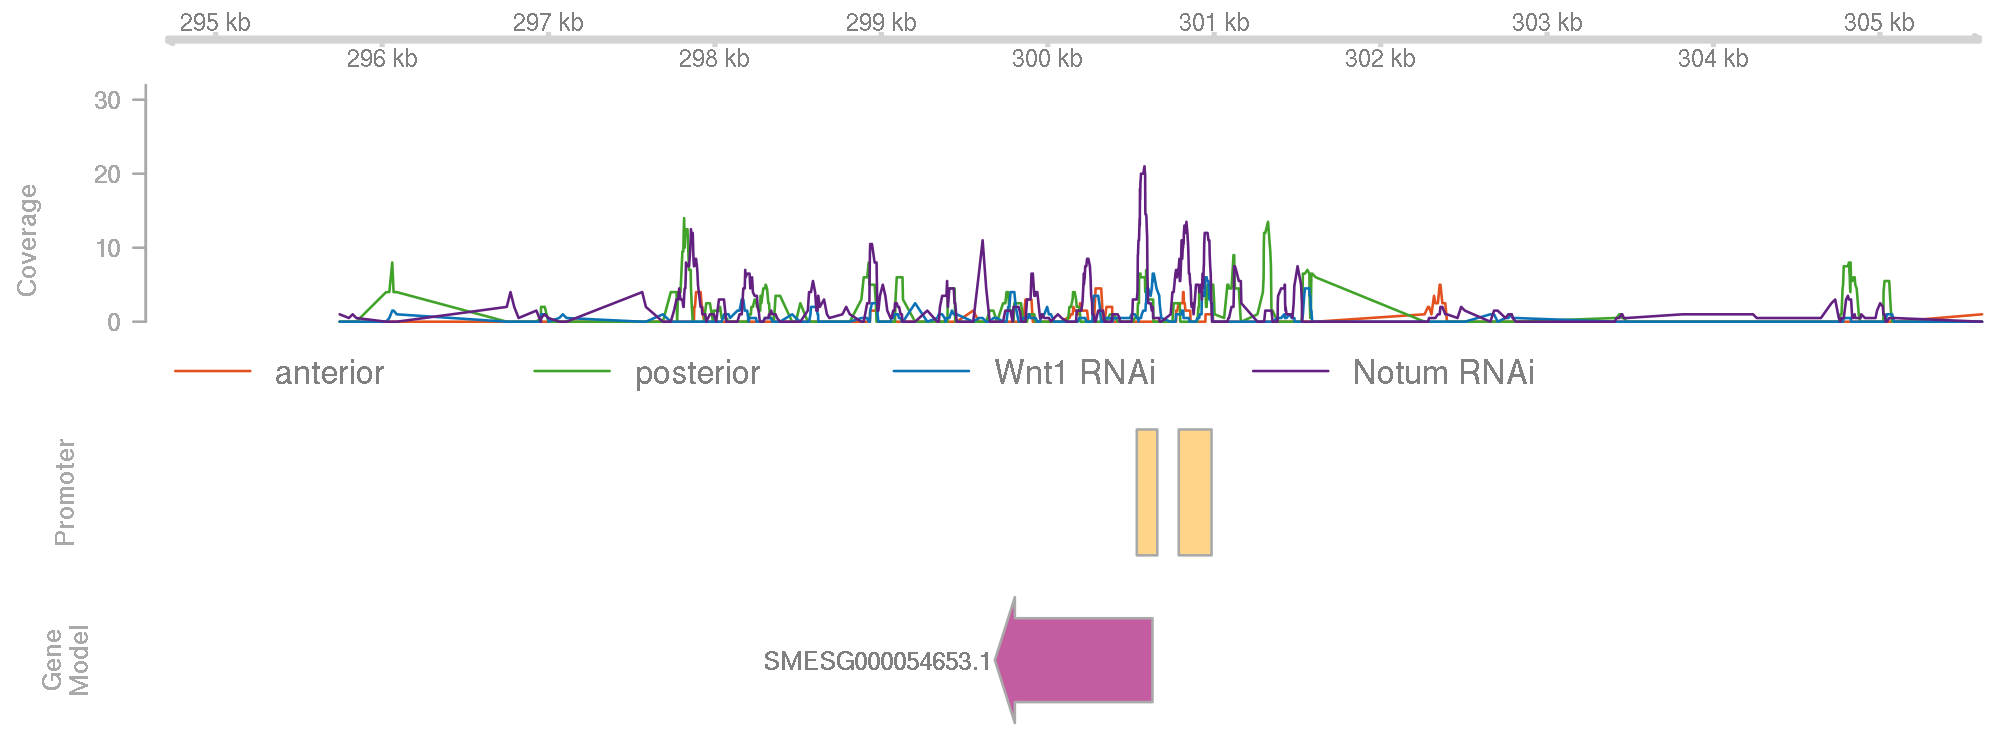 295 kb 297 kb 299 kb 301 kb 303 kb 305 kb
296 kb 298 kb 300 kb 302 kb 304 kb
30
20
10
0
Coverage
anterior posterior Wnt1 RNAi Notum RNAi
Promoter
Gene
Model
SMESG000054653.1